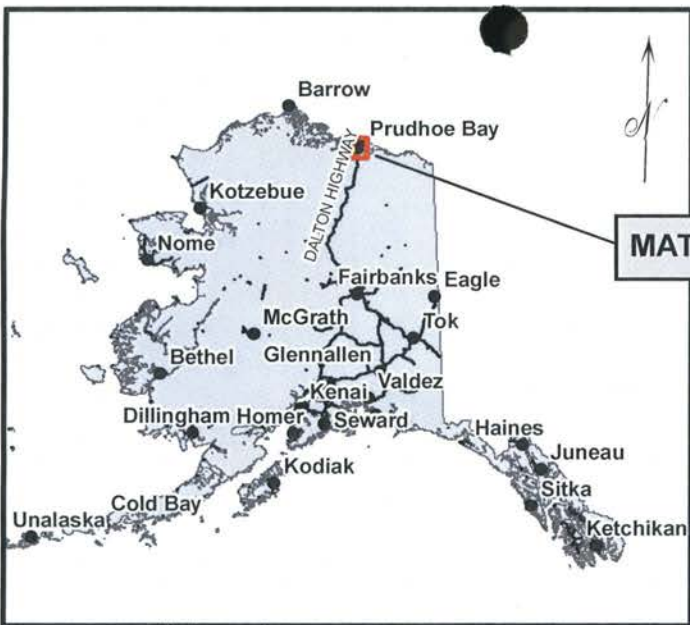 Barrow
Prudhoe Bay
DALTON HIGHWAY
Kotzebue
MAT
Nome
Fairbanks Eagle
McGrath
Tok
Glennallen
Bethel
Valdez
Kenai
Dillingham Homer
Seward
Haines
Juneau
Kodiak
Sitka
Cold Bay
Unalaska
Ketchikan
N